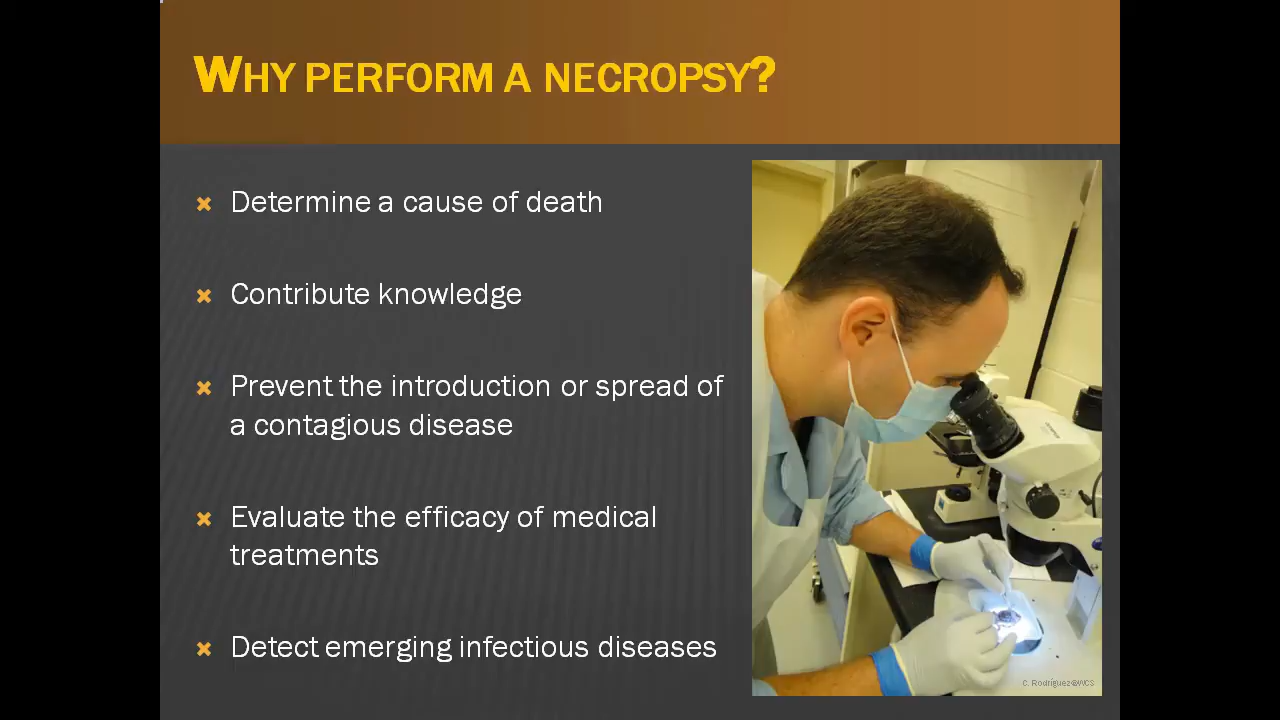 WHY PERFORM A NECROPSY?
Determine a cause of death
Contribute knowledge
Prevent the introduction or spread of
a contagious disease
Evaluate the efficacy of medical
treatments
Detect emerging infectious diseases
C. Rodríguez©WCS